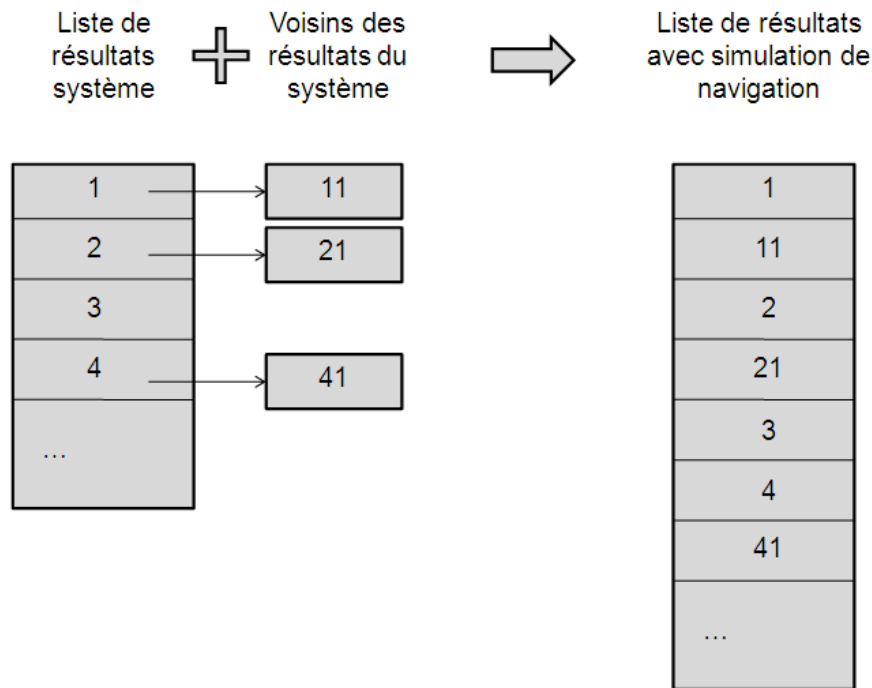 Liste de
résultats
système
Voisins des
résultats du
système
Liste de résultats
avec simulation de
navigation
1
11
2
21
3
4
41
...
1
11
2
21
3
4
41
...